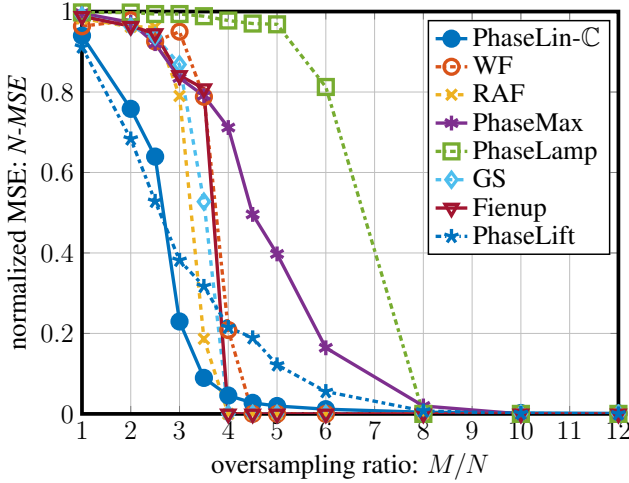 1
0.8
0.6
0.4
0.2
0
normalized MSE: N-MSE
1 2 3 4 5 6 7 8 9 10 11 12
oversampling ratio: M/N
PhaseLin-ℂ
WF
RAF
PhaseMax
PhaseLamp
GS
Fienup
PhaseLift